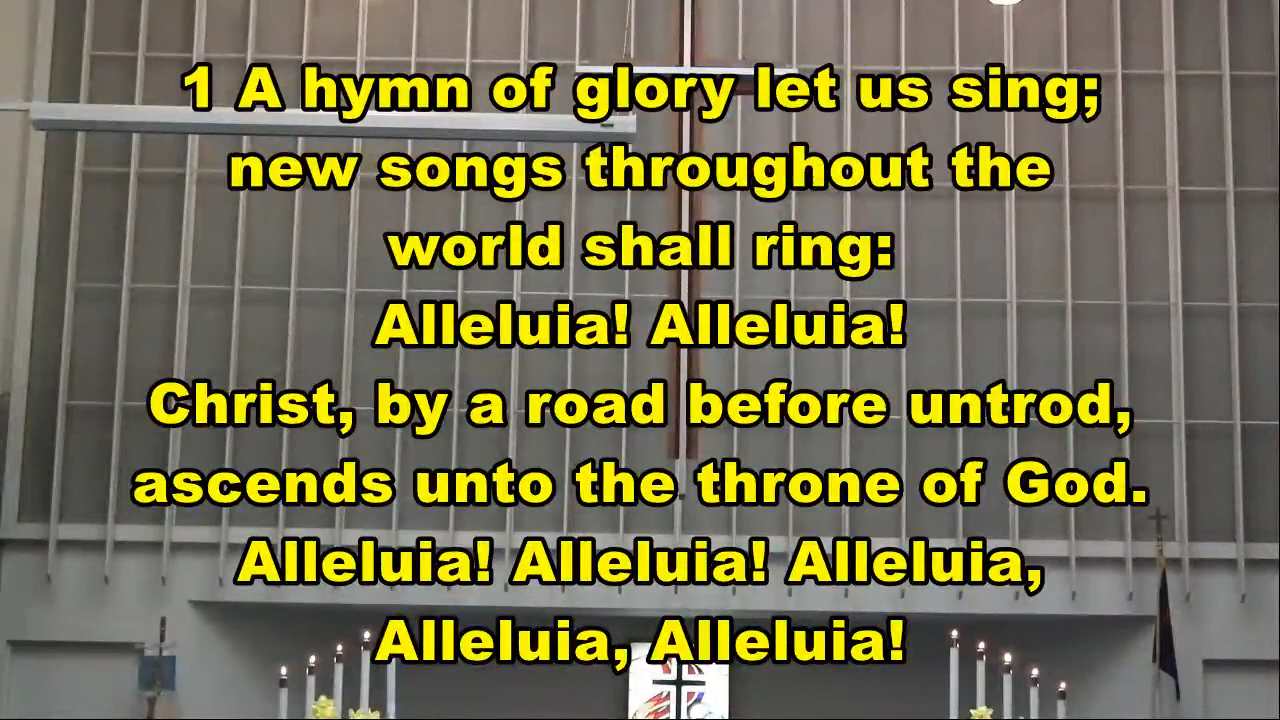 1 A hymn of glory let us sing;
new songs throughout the
world shall ring:
Alleluia! Alleluia!
Christ, by a road before untrod,
ascends unto the throne of God.
Alleluia! Alleluia! Alleluia,
Alleluia, Alleluia!